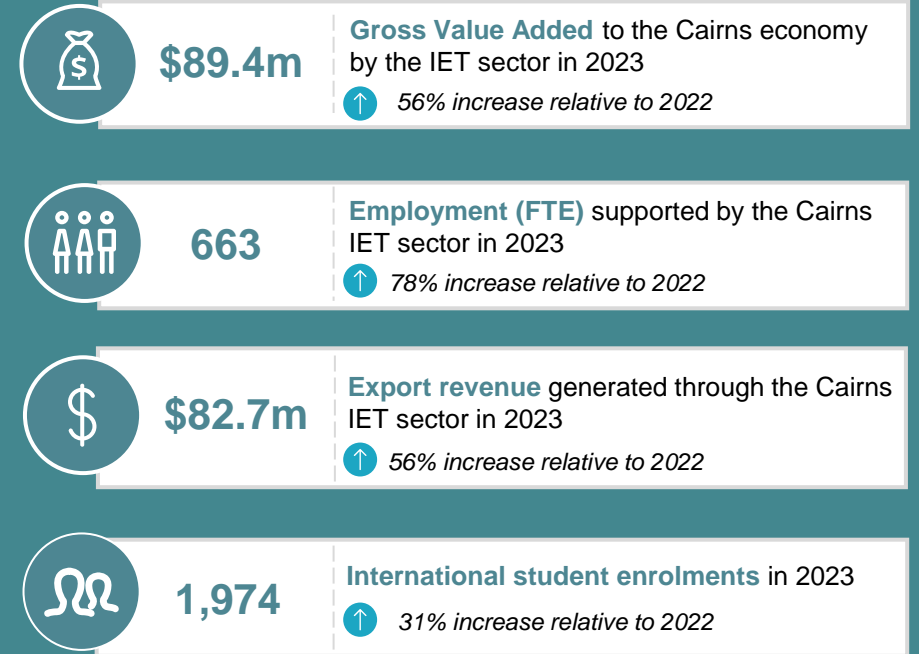 $89.4m
Gross Value Added to the Cairns economy
by the IET sector in 2023
56% increase relative to 2022
663
Employment (FTE) supported by the Cairns
IET sector in 2023
78% increase relative to 2022
$82.7m
Export revenue generated through the Cairns
IET sector in 2023
56% increase relative to 2022
1,974
International student enrolments in 2023
31% increase relative to 2022